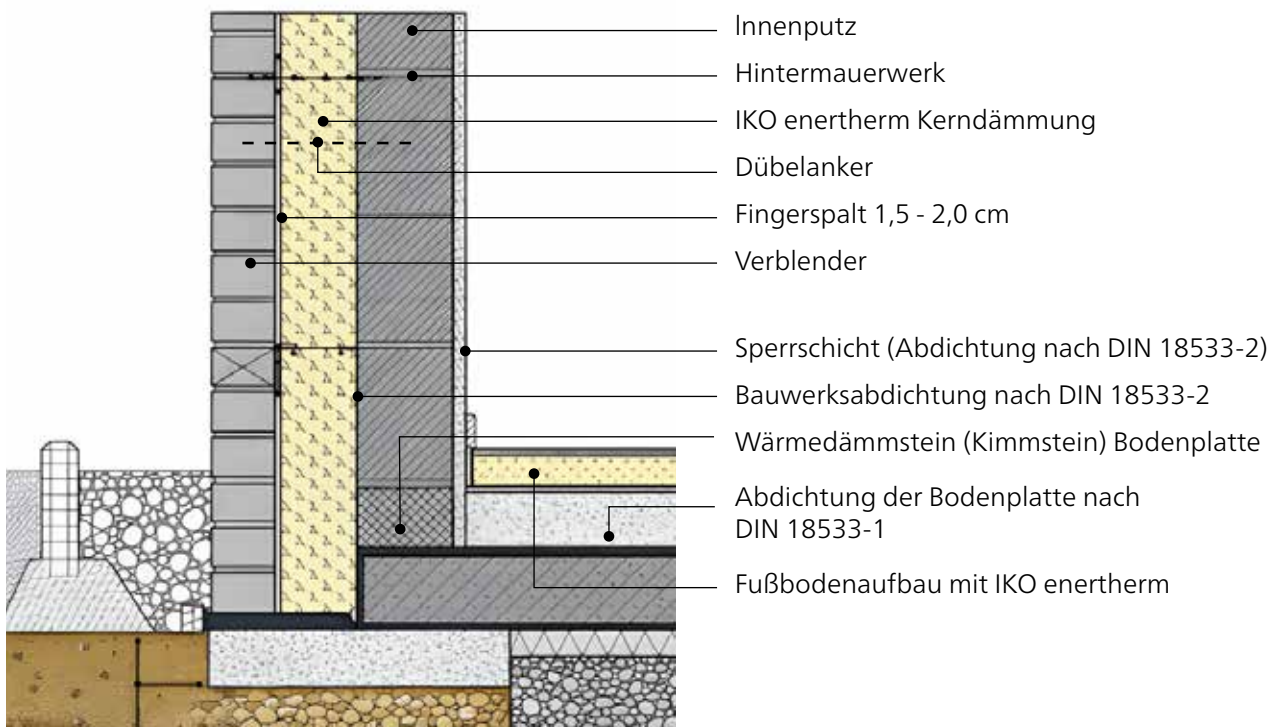 Innenputz
Hintermauerwerk
IKO enertherm Kerndämmung
Dübelanker
Fingerspalt 1,5 - 2,0 cm
Verblender
Sperrschicht (Abdichtung nach DIN 18533-2)
Bauwerksabdichtung nach DIN 18533-2
Wärmedämmstein (Kimmstein) Bodenplatte
Abdichtung der Bodenplatte nach
DIN 18533-1
Fußbodenaufbau mit IKO enertherm